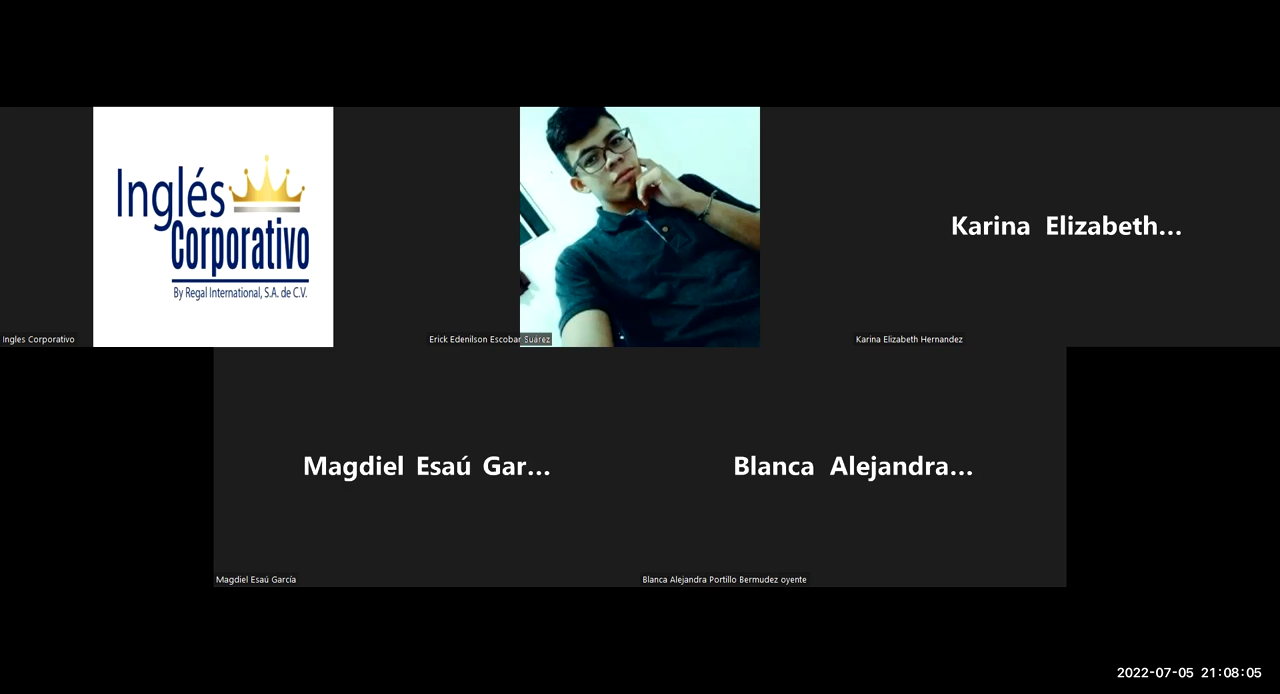 Inglés
Corporativo
By Regal International, S.A. de C.V.
Ingles Corporativo
Erick Edenilson Escobar Suárez
Karina Elizabeth...
Karina Elizabeth Hernandez
Magdiel Esaú Gar...
Magdiel Esaú García
Blanca Alejandra...
Blanca Alejandra Portillo Bermudez oyente
2022-07-05 21:08:05